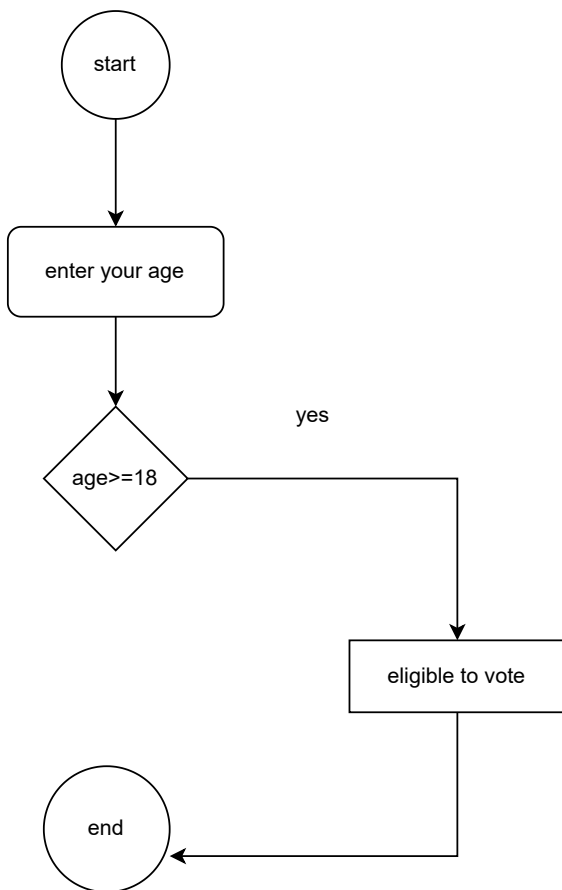 start
enter your age
yes
age>=18
eligible to vote
end